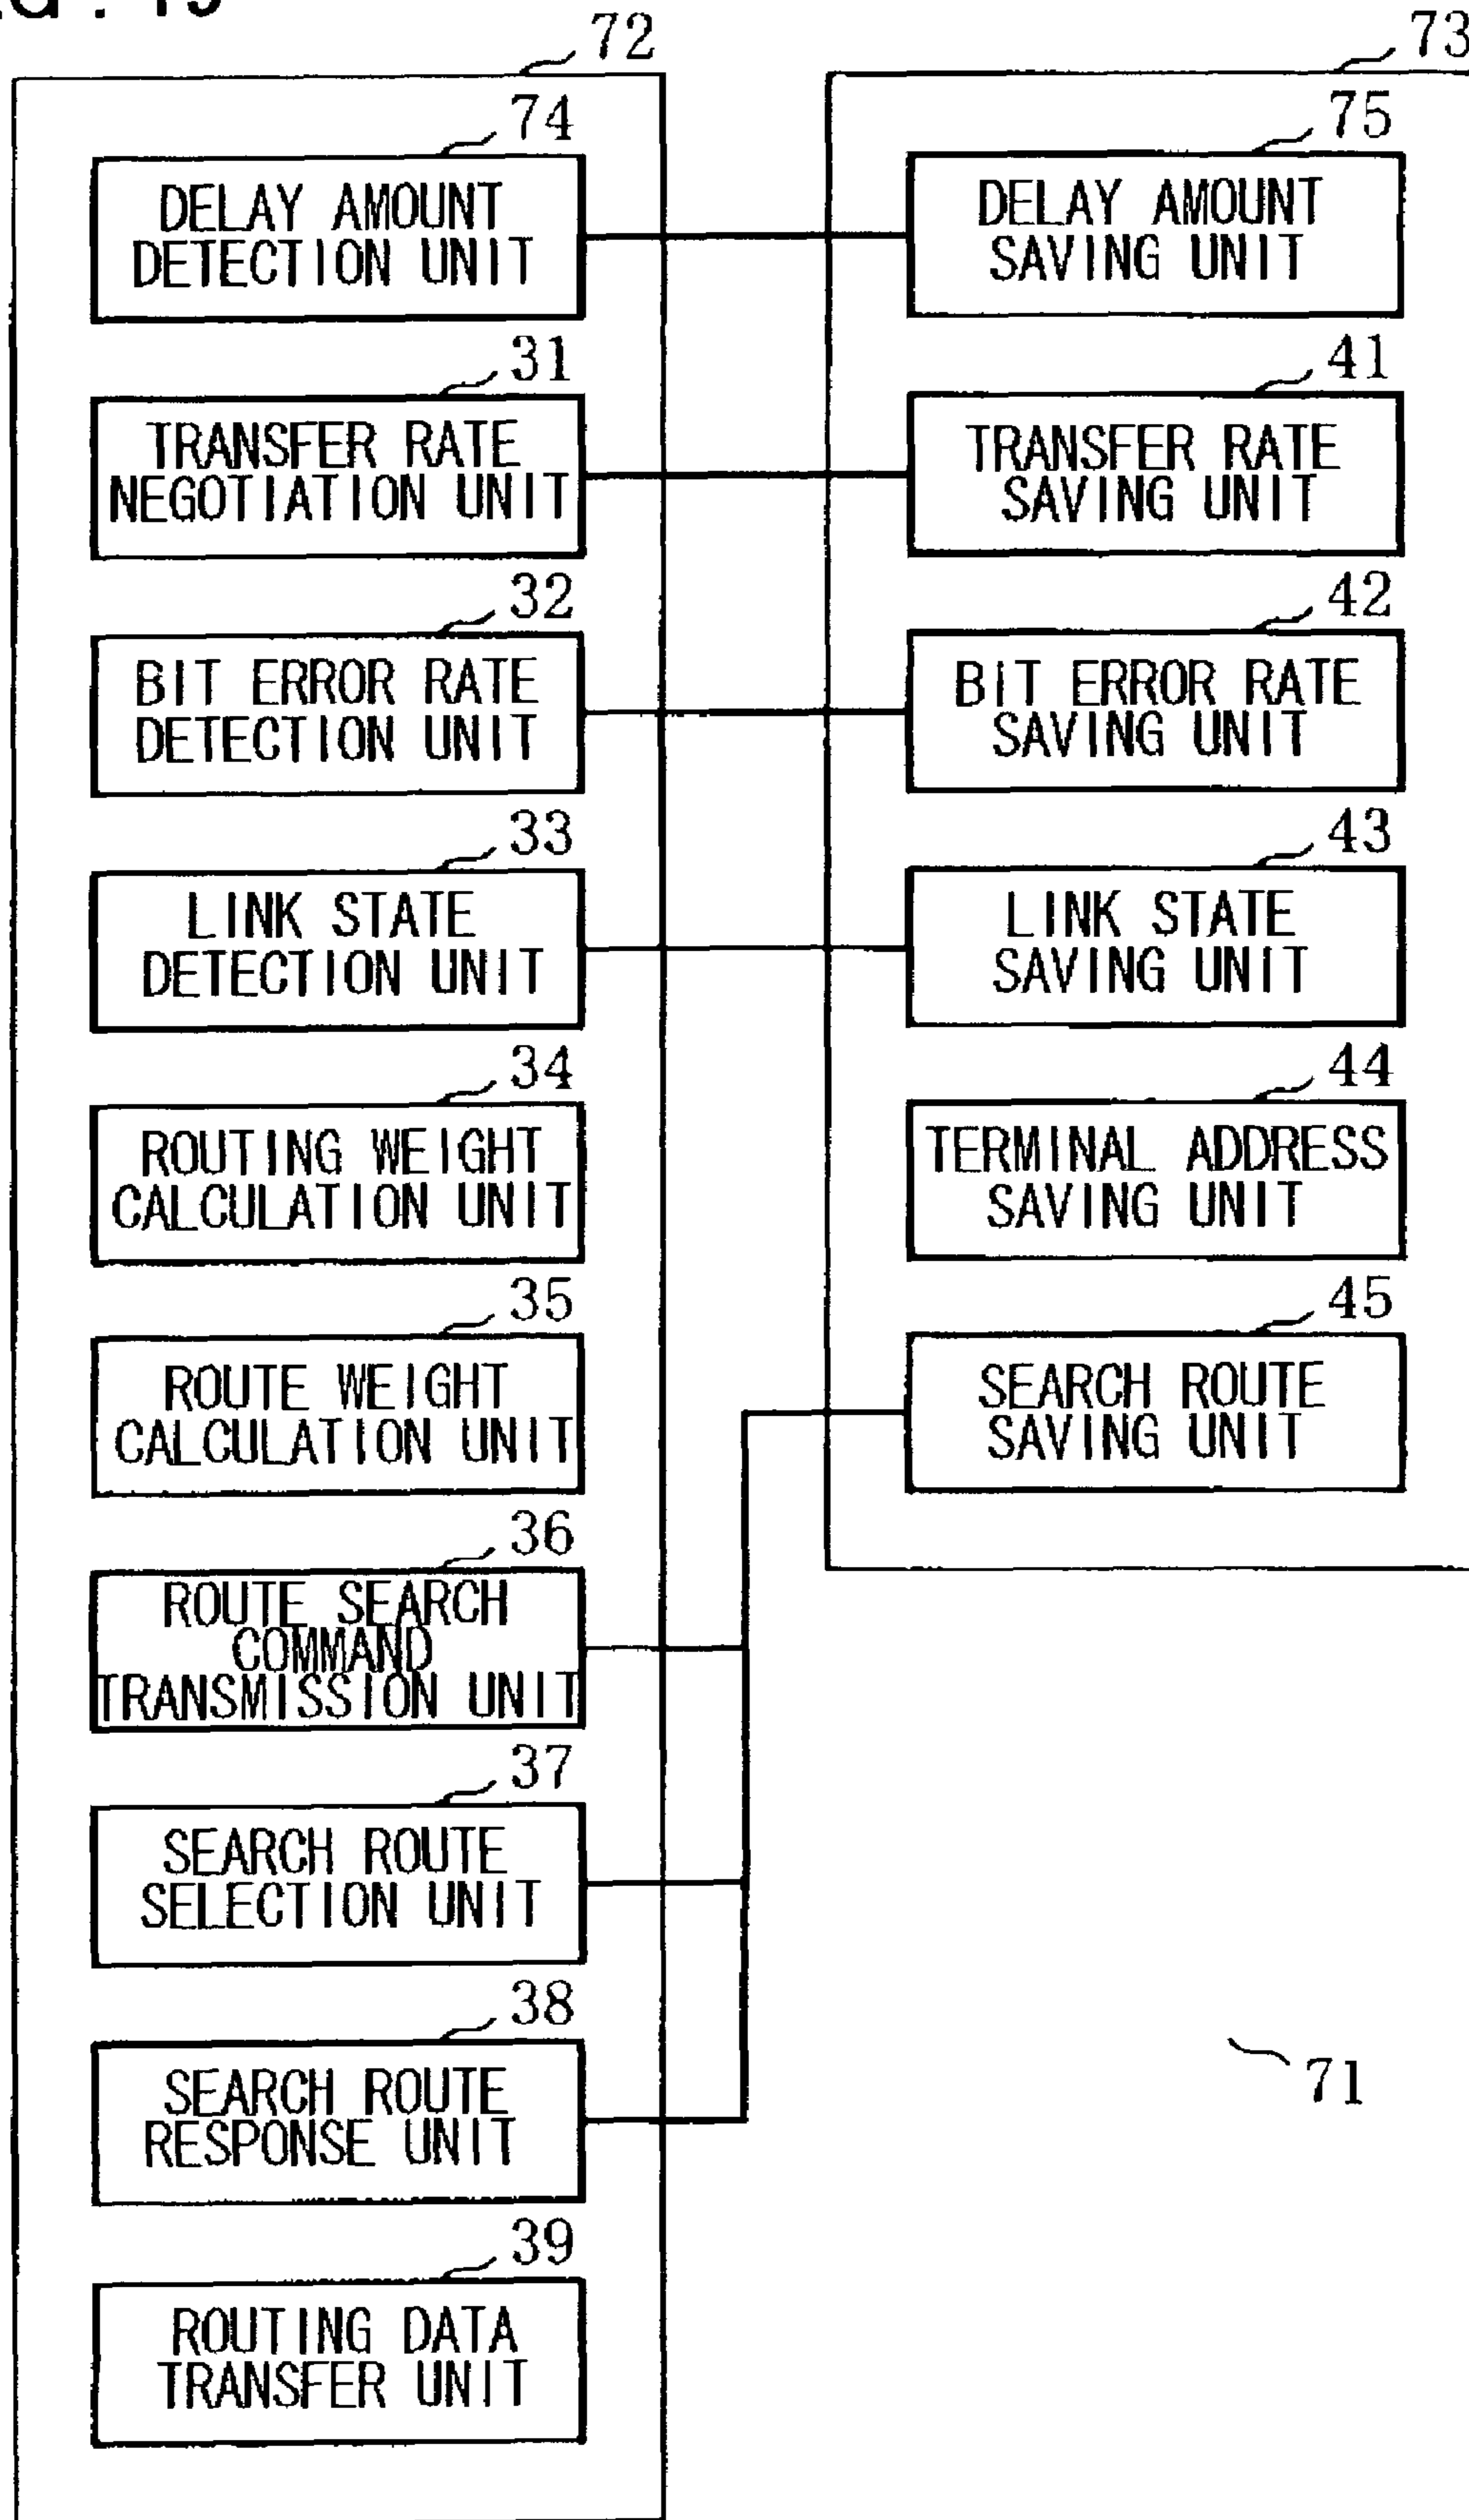 72
74
DELAY AMOUNT
DETECTION UNIT
31
TRANSFER RATE
NEGOTIATION UNIT
32
BIT ERROR RATE
DETECTION UNIT
33
LINK STATE
DETECTION UNIT
34
ROUTING WEIGHT
CALCULATION UNIT
35
ROUTE WEIGHT
CALCULATION UNIT
36
ROUTE SEARCH
COMMAND
TRANSMISSION UNIT
37
SEARCH ROUTE
SELECTION UNIT
38
SEARCH ROUTE
RESPONSE UNIT
39
ROUTING DATA
TRANSFER UNIT
73
75
DELAY AMOUNT
SAVING UNIT
41
TRANSFER RATE
SAVING UNIT
42
BIT ERROR RATE
SAVING UNIT
43
LINK STATE
SAVING UNIT
44
TERMINAL ADDRESS
SAVING UNIT
45
SEARCH ROUTE
SAVING UNIT
71